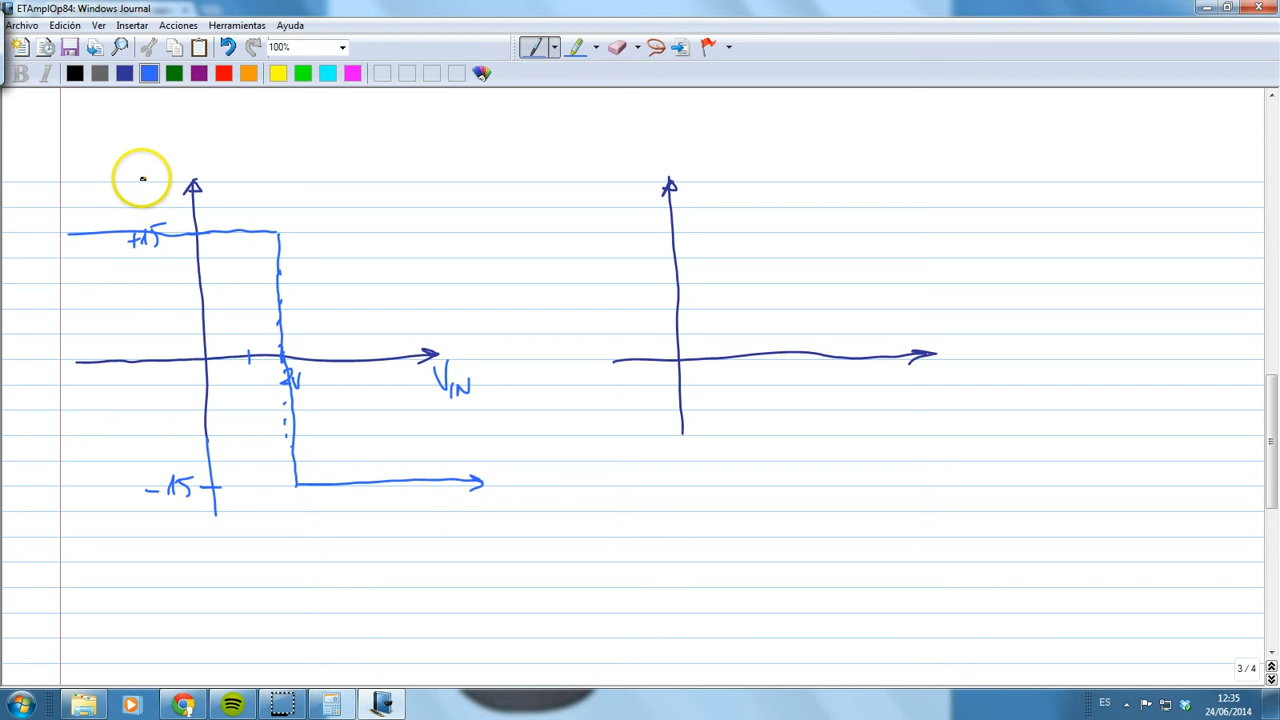 ETAmplOp84: Windows Journal
Archivo Edición Ver Insertar Acciones Herramientas Ayuda
100%
B I
+15
2V
VIN
-15
3 / 4
ES 12:35
24/06/2014